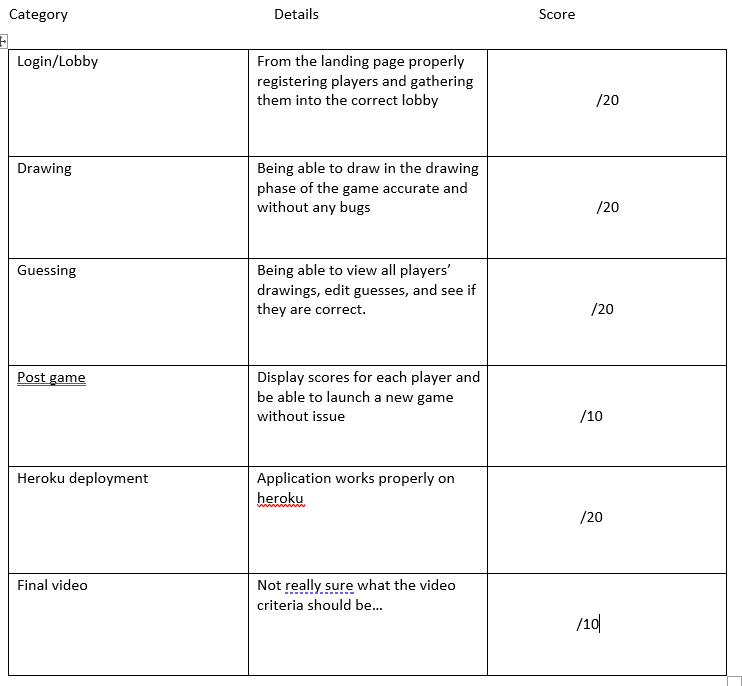 Category Details Score
Login/Lobby
From the landing page properly
registering players and gathering
them into the correct lobby
/20
Drawing
Being able to draw in the drawing
phase of the game accurate and
without any bugs
/20
Guessing
Being able to view all players’
drawings, edit guesses, and see if
they are correct.
/20
Post game
Display scores for each player and
be able to launch a new game
without issue
/10
Heroku deployment
Application works properly on
heroku
/20
Final video
Not really sure what the video
criteria should be…
/10